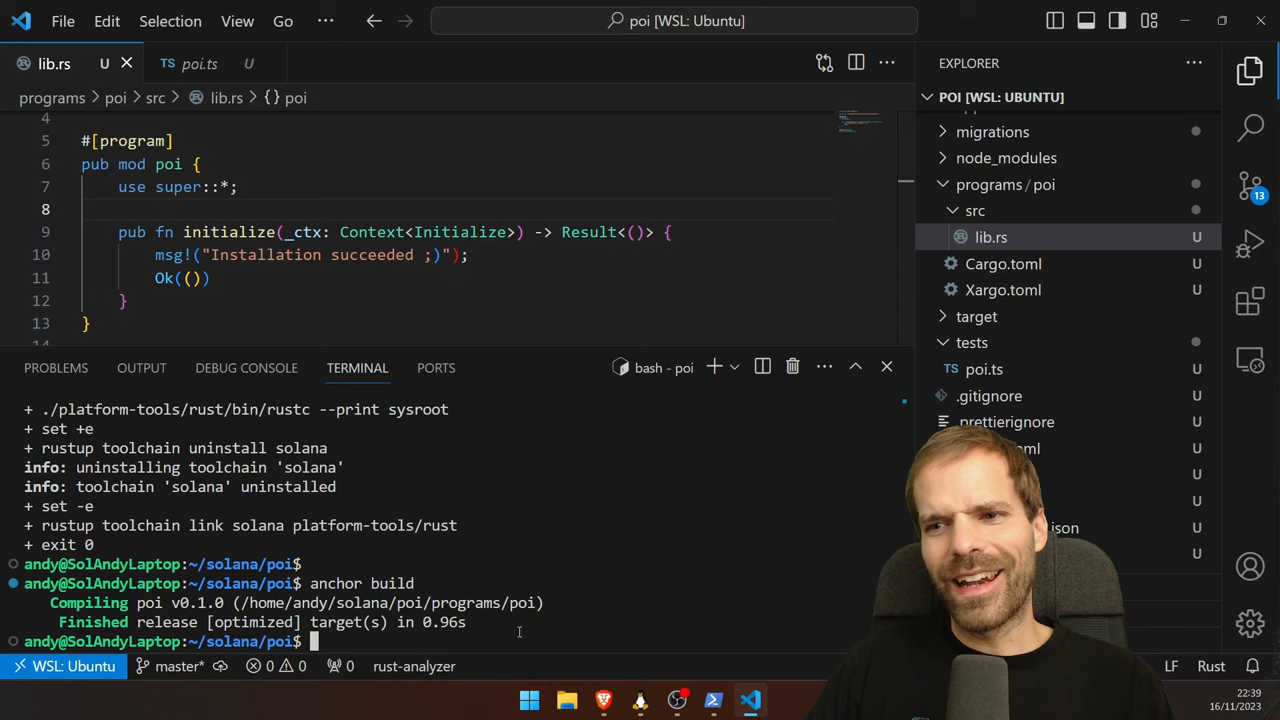 File Edit Selection View Go ··· poi [WSL: Ubuntu]
lib.rs U TS poi.ts U
programs > poi > src > lib.rs > {} poi
4
5 #[program]
6 pub mod poi {
7 use super::*;
8
9 pub fn initialize(_ctx: Context<Initialize>) -> Result<()> {
10 msg!("Installation succeeded ;)");
11 Ok(())
12 }
13 }
EXPLORER
POI [WSL: UBUNTU]
migrations
node_modules
programs / poi
src
lib.rs U
Cargo.toml U
Xargo.toml U
target
tests
poi.ts U
.gitignore U
.prettierignore U
U
U
U
U
13
PROBLEMS OUTPUT DEBUG CONSOLE TERMINAL PORTS bash - poi
+ ./platform-tools/rust/bin/rustc --print sysroot
+ set +e
+ rustup toolchain uninstall solana
info: uninstalling toolchain 'solana'
info: toolchain 'solana' uninstalled
+ set -e
+ rustup toolchain link solana platform-tools/rust
+ exit 0
andy@SolAndyLaptop:~/solana/poi$
andy@SolAndyLaptop:~/solana/poi$ anchor build
Compiling poi v0.1.0 (/home/andy/solana/poi/programs/poi)
Finished release [optimized] target(s) in 0.96s
andy@SolAndyLaptop:~/solana/poi$
WSL: Ubuntu master* 0 0 0 rust-analyzer LF Rust
22:39
16/11/2023